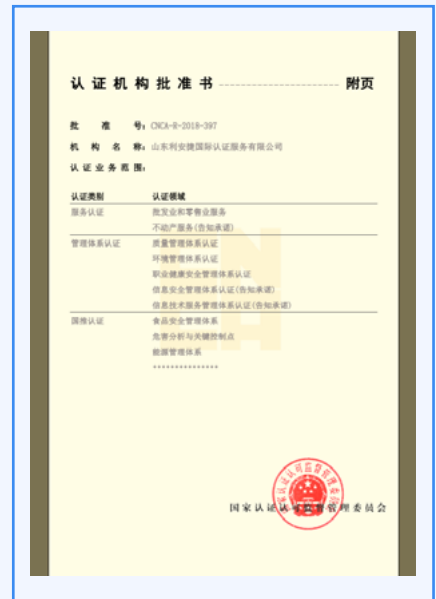 认证机构批准书 -------------------- 附页
批准号：CNCA-R-2018-397
机构名称：山东利安捷国际认证服务有限公司
认证业务范围：
认证类别 认证领域
服务认证 批发业和零售业服务
不动产服务(告知承诺)
管理体系认证 质量管理体系认证
环境管理体系认证
职业健康安全管理体系认证
信息安全管理体系认证(告知承诺)
信息技术服务管理体系认证(告知承诺)
国推认证 食品安全管理体系
危害分析与关键控制点
能源管理体系
***************
国家认证认可监督管理委员会